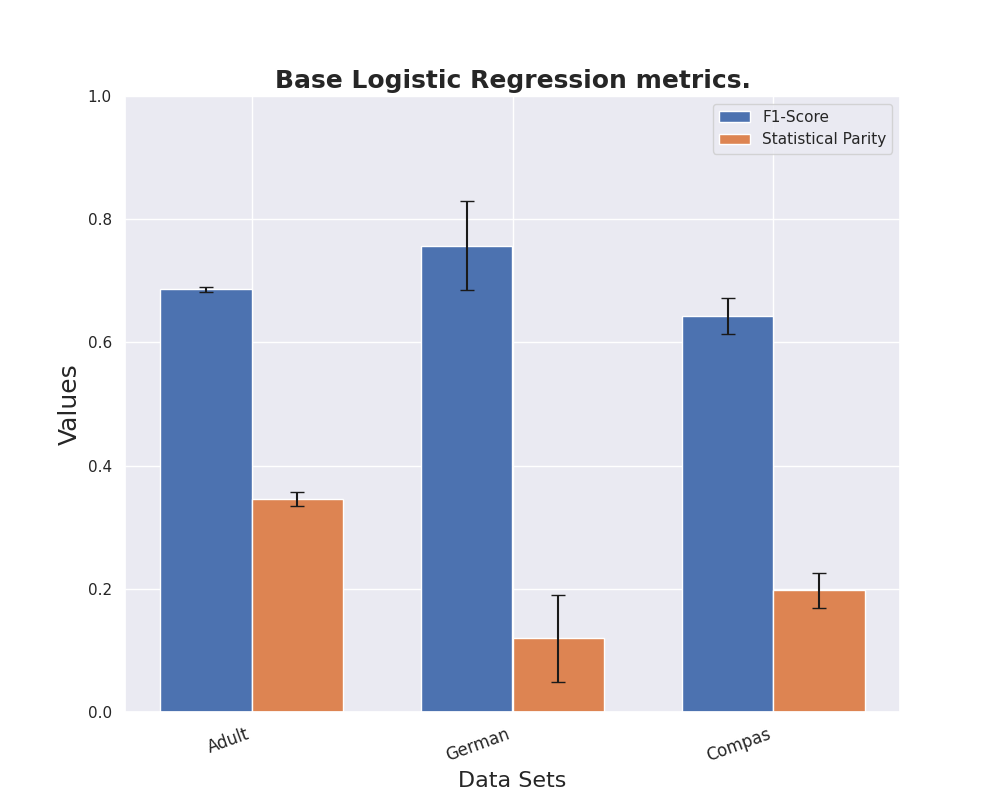 Base Logistic Regression metrics.
F1-Score
Statistical Parity
Values
1.0
0.8
0.6
0.4
0.2
0.0
Adult
German
Compas
Data Sets